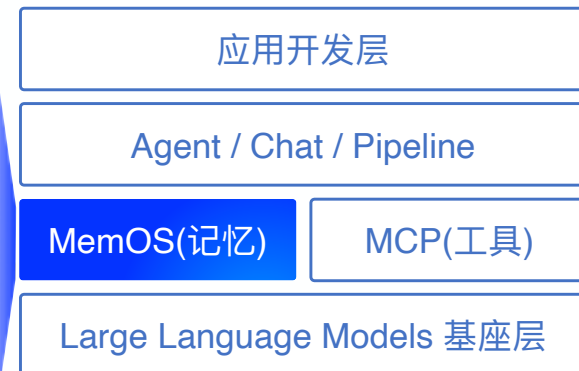 应用开发层
Agent / Chat / Pipeline
MemOS(记忆)
MCP(工具)
Large Language Models 基座层